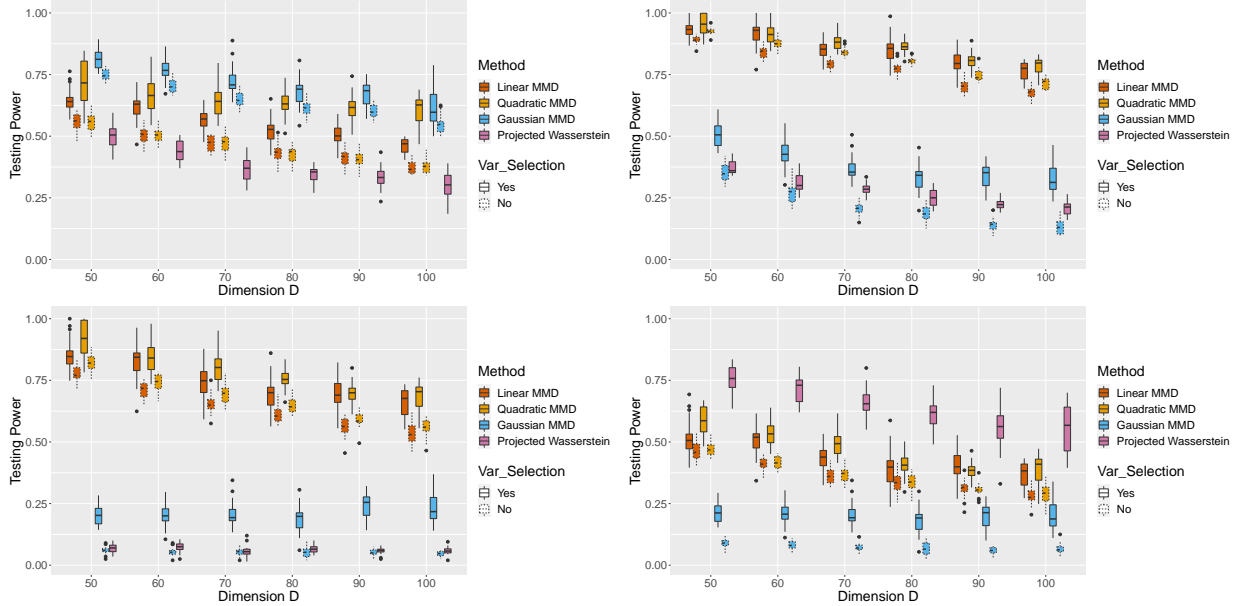 1.00
0.75
0.50
0.25
0.00
Testing Power
50 60 70 80 90 100
Dimension D
Method
Linear MMD
Quadratic MMD
Gaussian MMD
Projected Wasserstein
Var_Selection
Yes
No
1.00
0.75
0.50
0.25
0.00
Testing Power
50 60 70 80 90 100
Dimension D
Method
Linear MMD
Quadratic MMD
Gaussian MMD
Projected Wasserstein
Var_Selection
Yes
No
1.00
0.75
0.50
0.25
0.00
Testing Power
50 60 70 80 90 100
Dimension D
Method
Linear MMD
Quadratic MMD
Gaussian MMD
Projected Wasserstein
Var_Selection
Yes
No
1.00
0.75
0.50
0.25
0.00
Testing Power
50 60 70 80 90 100
Dimension D
Method
Linear MMD
Quadratic MMD
Gaussian MMD
Projected Wasserstein
Var_Selection
Yes
No